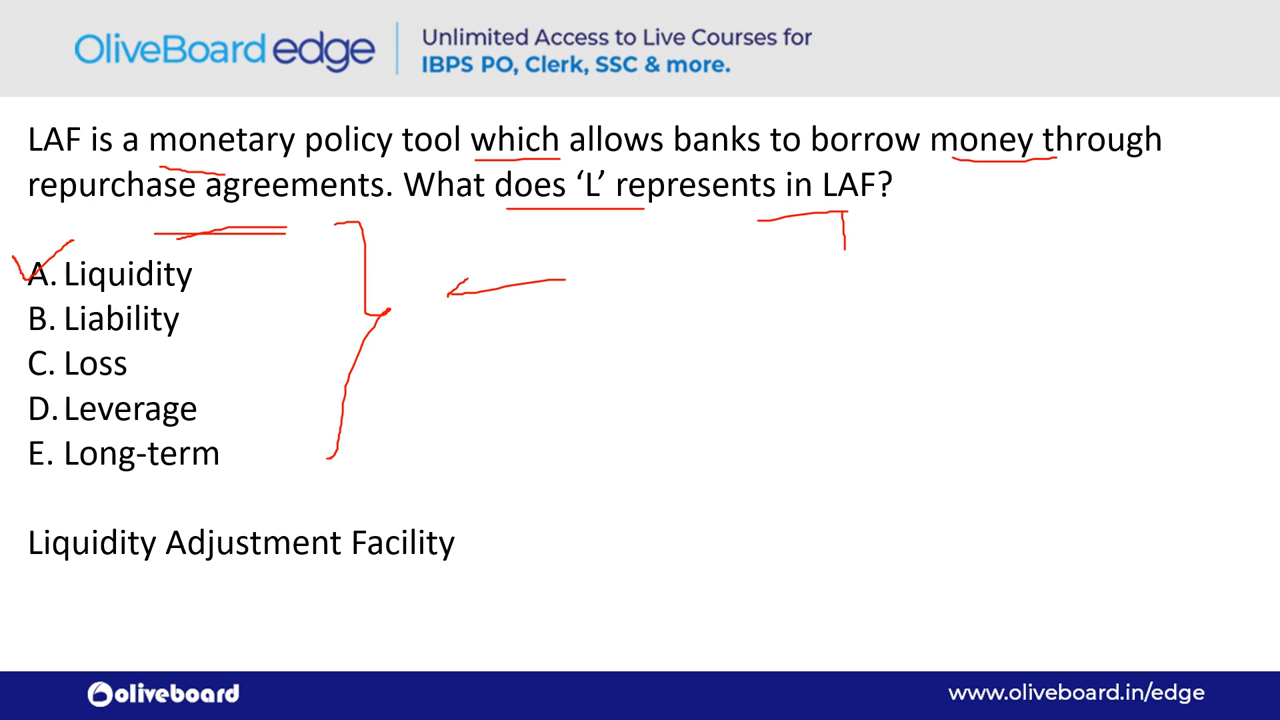 OliveBoard edge
Unlimited Access to Live Courses for
IBPS PO, Clerk, SSC & more.
LAF is a monetary policy tool which allows banks to borrow money through
repurchase agreements. What does ‘L’ represents in LAF?
A. Liquidity
B. Liability
C. Loss
D. Leverage
E. Long-term
Liquidity Adjustment Facility
oliveboard
www.oliveboard.in/edge